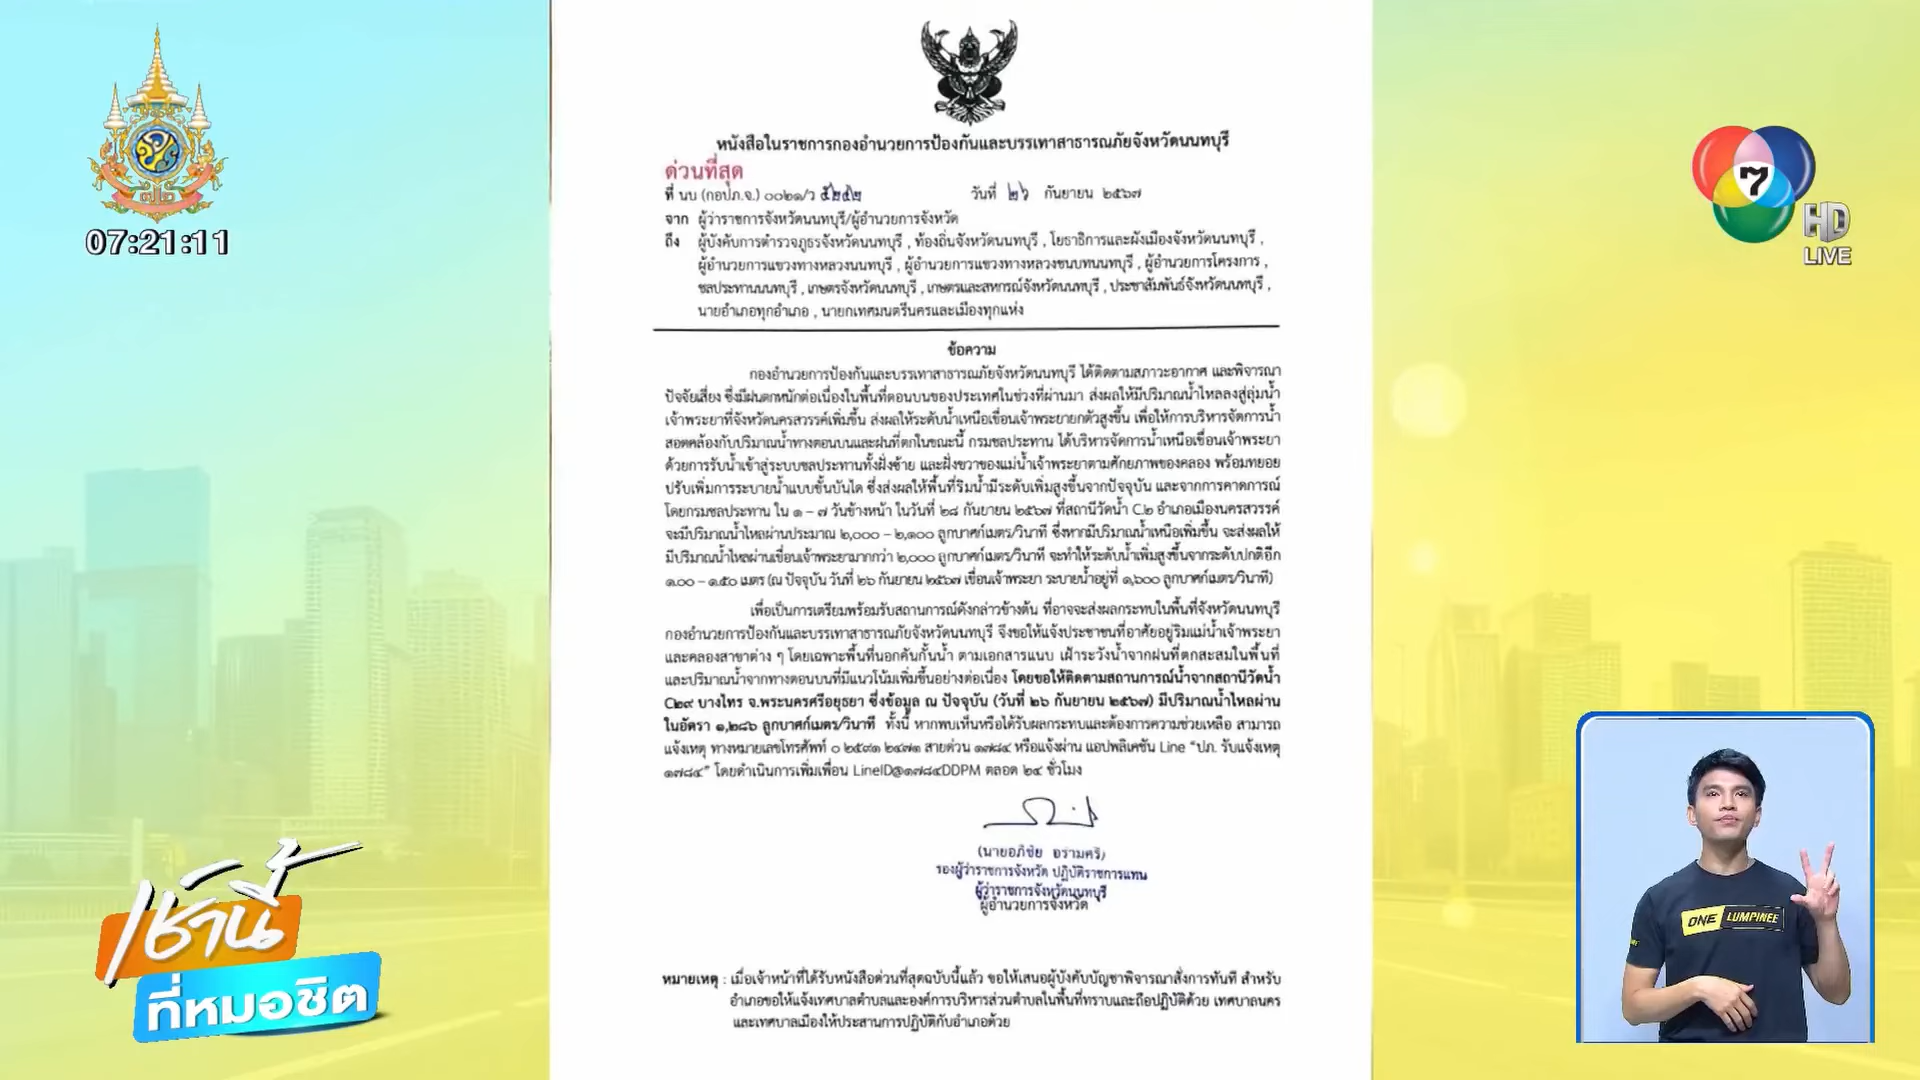 07:21:11
7
HD
LIVE
หนังสือในราชการกองอำนวยการป้องกันและบรรเทาสาธารณภัยจังหวัดนนทบุรี
ด่วนที่สุด
ที่ นบ (กอปภ.จ.) ๐๐๒๑/ว ๕๒๔๒ วันที่ ๒๖ กันยายน ๒๕๖๗
จาก ผู้ว่าราชการจังหวัดนนทบุรี/ผู้อำนวยการจังหวัด
ถึง ผู้บังคับการตำรวจภูธรจังหวัดนนทบุรี , ท้องถิ่นจังหวัดนนทบุรี , โยธาธิการและผังเมืองจังหวัดนนทบุรี ,
ผู้อำนวยการแขวงทางหลวงนนทบุรี , ผู้อำนวยการแขวงทางหลวงชนบทนนทบุรี , ผู้อำนวยการโครงการ ,
ชลประทานนนทบุรี , เกษตรจังหวัดนนทบุรี , เกษตรและสหกรณ์จังหวัดนนทบุรี , ประชาสัมพันธ์จังหวัดนนทบุรี ,
นายอำเภอทุกอำเภอ , นายกเทศมนตรีนครและเมืองทุกแห่ง
ข้อความ
กองอำนวยการป้องกันและบรรเทาสาธารณภัยจังหวัดนนทบุรี ได้ติดตามสภาวะอากาศ และพิจารณา
ปัจจัยเสี่ยง ซึ่งมีฝนตกหนักต่อเนื่องในพื้นที่ตอนบนของประเทศในช่วงที่ผ่านมา ส่งผลให้มีปริมาณน้ำไหลลงสู่ลุ่มน้ำ
เจ้าพระยาที่จังหวัดนครสวรรค์เพิ่มขึ้น ส่งผลให้ระดับน้ำเหนือเขื่อนเจ้าพระยายกตัวสูงขึ้น เพื่อให้การบริหารจัดการน้ำ
สอดคล้องกับปริมาณน้ำทางตอนบนและฝนที่ตกในขณะนี้ กรมชลประทาน ได้บริหารจัดการน้ำเหนือเขื่อนเจ้าพระยา
ด้วยการรับน้ำเข้าสู่ระบบชลประทานทั้งฝั่งซ้าย และฝั่งขวาของแม่น้ำเจ้าพระยาตามศักยภาพของคลอง พร้อมทยอย
ปรับเพิ่มการระบายน้ำแบบขั้นบันได ซึ่งส่งผลให้พื้นที่ริมน้ำมีระดับเพิ่มสูงขึ้นจากปัจจุบัน และจากการคาดการณ์
โดยกรมชลประทาน ใน ๑ – ๗ วันข้างหน้า ในวันที่ ๒๘ กันยายน ๒๕๖๗ ที่สถานีวัดน้ำ C.๒ อำเภอเมืองนครสวรรค์
จะมีปริมาณน้ำไหลผ่านประมาณ ๒,๐๐๐ – ๒,๑๐๐ ลูกบาศก์เมตร/วินาที ซึ่งหากมีปริมาณน้ำเหนือเพิ่มขึ้น จะส่งผลให้
มีปริมาณน้ำไหลผ่านเขื่อนเจ้าพระยามากกว่า ๒,๐๐๐ ลูกบาศก์เมตร/วินาที จะทำให้ระดับน้ำเพิ่มสูงขึ้นจากระดับปกติอีก
๑.๐๐ – ๑.๕๐ เมตร (ณ ปัจจุบัน วันที่ ๒๖ กันยายน ๒๕๖๗ เขื่อนเจ้าพระยา ระบายน้ำอยู่ที่ ๑,๖๐๐ ลูกบาศก์เมตร/วินาที)
เพื่อเป็นการเตรียมพร้อมรับสถานการณ์ดังกล่าวข้างต้น ที่อาจจะส่งผลกระทบในพื้นที่จังหวัดนนทบุรี
กองอำนวยการป้องกันและบรรเทาสาธารณภัยจังหวัดนนทบุรี จึงขอให้แจ้งประชาชนที่อาศัยอยู่ริมแม่น้ำเจ้าพระยา
และคลองสาขาต่าง ๆ โดยเฉพาะพื้นที่นอกคันกั้นน้ำ ตามเอกสารแนบ เฝ้าระวังน้ำจากฝนที่ตกสะสมในพื้นที่
และปริมาณน้ำจากทางตอนบนที่มีแนวโน้มเพิ่มขึ้นอย่างต่อเนื่อง โดยขอให้ติดตามสถานการณ์น้ำจากสถานีวัดน้ำ
C๒๙ บางไทร จ.พระนครศรีอยุธยา ซึ่งข้อมูล ณ ปัจจุบัน (วันที่ ๒๖ กันยายน ๒๕๖๗) มีปริมาณน้ำไหลผ่าน
ในอัตรา ๑,๒๘๖ ลูกบาศก์เมตร/วินาที ทั้งนี้ หากพบเห็นหรือได้รับผลกระทบและต้องการความช่วยเหลือ สามารถ
แจ้งเหตุ ทางหมายเลขโทรศัพท์ ๐ ๒๕๙๑ ๒๔๗๑ สายด่วน ๑๗๘๔ หรือแจ้งผ่าน แอปพลิเคชัน Line “ปภ. รับแจ้งเหตุ
๑๗๘๔” โดยดำเนินการเพิ่มเพื่อน LineID@๑๗๘๔DDPM ตลอด ๒๔ ชั่วโมง
(นายอภิชัย อร่ามศรี)
รองผู้ว่าราชการจังหวัด ปฏิบัติราชการแทน
ผู้ว่าราชการจังหวัดนนทบุรี
ผู้อำนวยการจังหวัด
หมายเหตุ : เมื่อเจ้าหน้าที่ได้รับหนังสือด่วนที่สุดฉบับนี้แล้ว ขอให้เสนอผู้บังคับบัญชาพิจารณาสั่งการทันที สำหรับ
อำเภอขอให้แจ้งเทศบาลตำบลและองค์การบริหารส่วนตำบลในพื้นที่ทราบและถือปฏิบัติด้วย เทศบาลนคร
และเทศบาลเมืองให้ประสานการปฏิบัติกับอำเภอด้วย
เช้านี้
ที่หมอชิต
ONE LUMPINEE